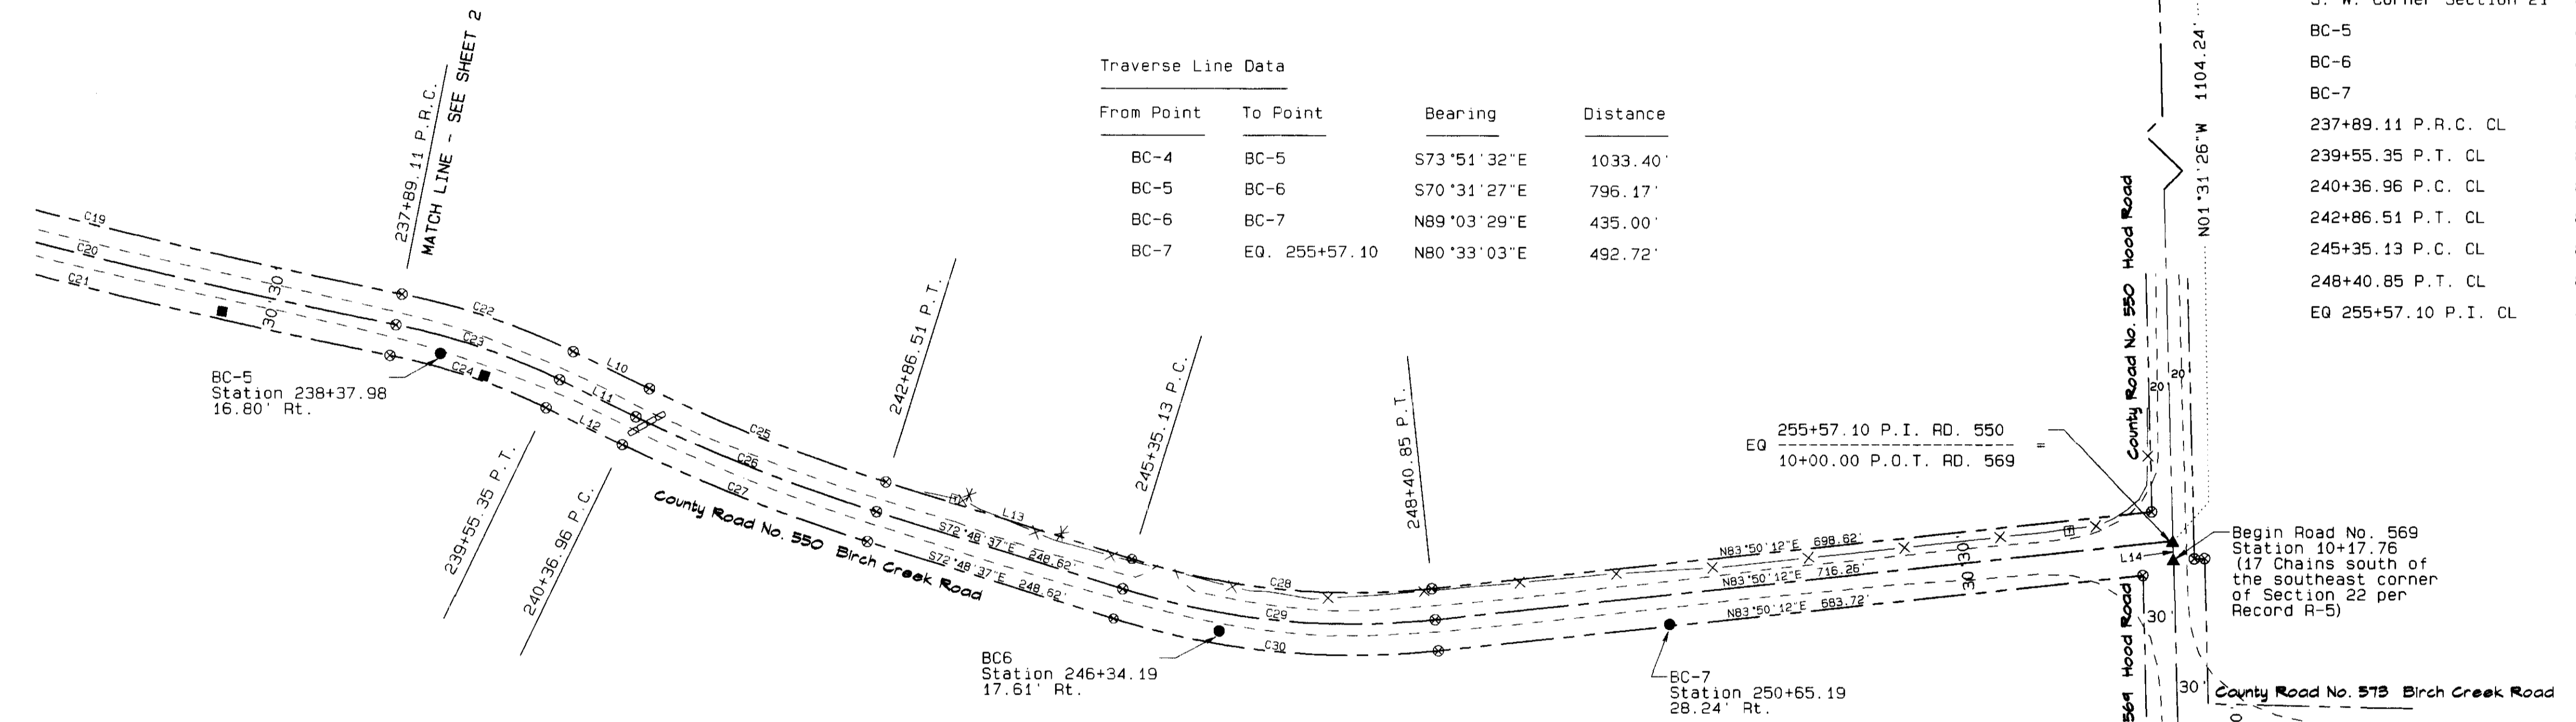 237+89.11 P.R.C.
MATCH LINE - SEE SHEET 2
Traverse Line Data
From Point To Point Bearing Distance
BC-4 BC-5 S73°51'32"E 1033.40'
BC-5 BC-6 S70°31'27"E 796.17'
BC-6 BC-7 N89°03'29"E 435.00'
BC-7 EQ. 255+57.10 N80°33'03"E 492.72'
BC-5
BC-6
BC-7
237+89.11 P.R.C. CL
239+55.35 P.T. CL
240+36.96 P.C. CL
242+86.51 P.T. CL
245+35.13 P.C. CL
248+40.85 P.T. CL
EQ 255+57.10 P.I. CL
N01°31'26"W 1104.24'
County Road No. 550 Hood Road
C19
C20
C21
30'
30'
C22
C23
C24
BC-5
Station 238+37.98
16.80' Rt.
L10
L11
L12
239+55.35 P.T.
240+36.96 P.C.
C25
C26
C27
242+86.51 P.T.
County Road No. 550 Birch Creek Road
L13
S72°48'37"E 248.62'
S72°48'37"E 248.62'
245+35.13 P.C.
BC6
Station 246+34.19
17.61' Rt.
C28
C29
C30
248+40.85 P.T.
N83°50'12"E 698.62'
N83°50'12"E 716.26'
N83°50'12"E 683.72'
30'
30'
BC-7
Station 250+65.19
28.24' Rt.
255+57.10 P.I. RD. 550
EQ =
10+00.00 P.O.T. RD. 569
20'
20'
L14
Begin Road No. 569
Station 10+17.76
(17 Chains south of
the southeast corner
of Section 22 per
Record R-5)
569 Hood Road
30'
30'
County Road No. 573 Birch Creek Road